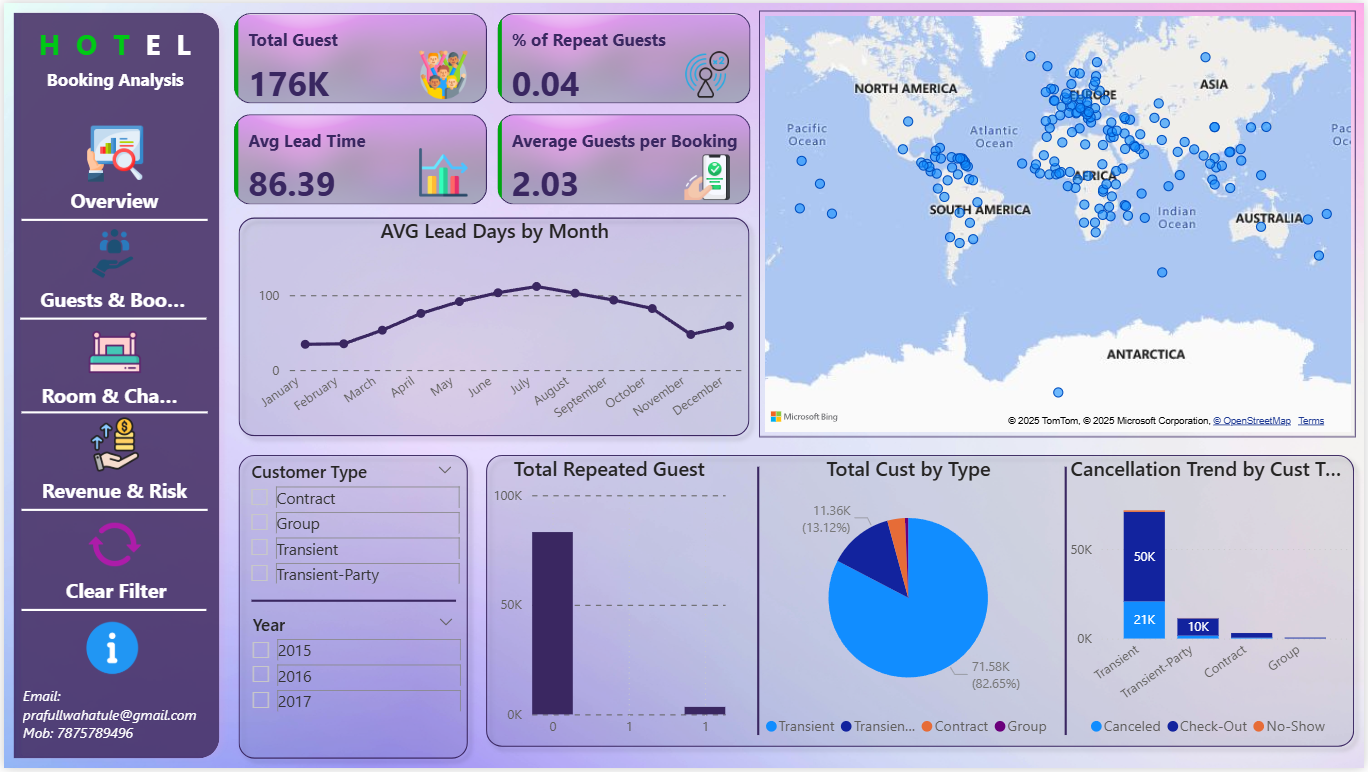 HOTEL
Booking Analysis
Overview
Guests & Boo...
Room & Cha...
Revenue & Risk
Clear Filter
Email:
prafullwahatule@gmail.com
Mob: 7875789496
Total Guest
176K
% of Repeat Guests
0.04
x2
Avg Lead Time
86.39
Average Guests per Booking
2.03
AVG Lead Days by Month
100
0
January
February
March
April
May
June
July
August
September
October
November
December
NORTH AMERICA
EUROPE
ASIA
Pacific
Ocean
Atlantic
Ocean
Pac
Oc
AFRICA
SOUTH AMERICA
Indian
Ocean
AUSTRALIA
ANTARCTICA
Microsoft Bing
© 2025 TomTom, © 2025 Microsoft Corporation, © OpenStreetMap Terms
Customer Type
Contract
Group
Transient
Transient-Party
Year
2015
2016
2017
Total Repeated Guest
100K
50K
0K
0
1
1
Total Cust by Type
11.36K
(13.12%)
71.58K
(82.65%)
Transient Transien... Contract Group
Cancellation Trend by Cust T...
50K
0K
50K
21K
10K
Transient
Transient-Party
Contract
Group
Canceled Check-Out No-Show